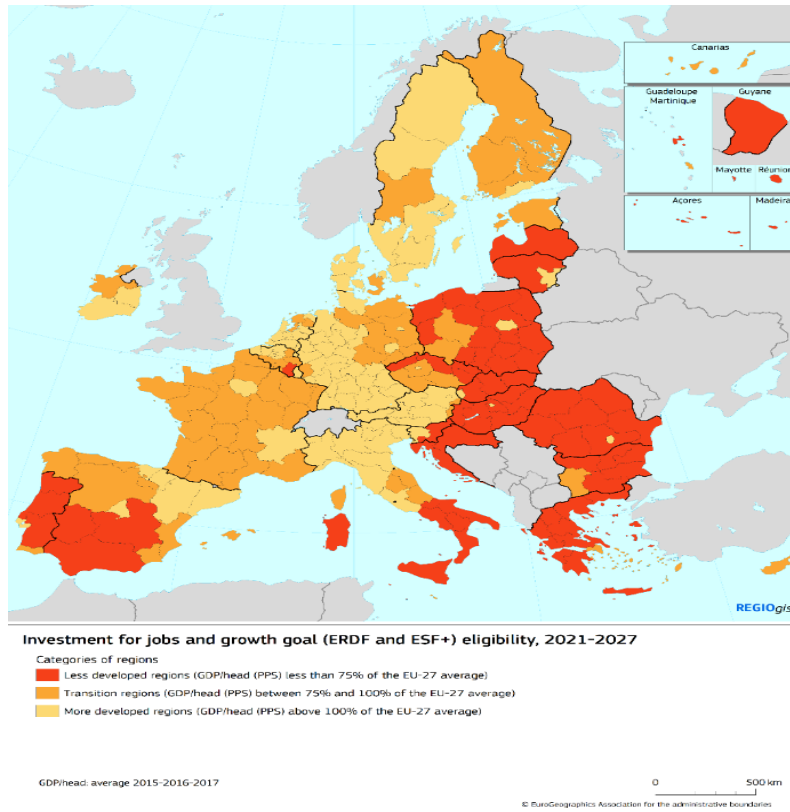 Canarias
Guadeloupe
Martinique
Guyane
Mayotte
Réunion
Açores
Madeira
REGIOgis
Investment for jobs and growth goal (ERDF and ESF+) eligibility, 2021-2027
Categories of regions
Less developed regions (GDP/head (PPS) less than 75% of the EU-27 average)
Transition regions (GDP/head (PPS) between 75% and 100% of the EU-27 average)
More developed regions (GDP/head (PPS) above 100% of the EU-27 average)
GDP/head: average 2015-2016-2017
0 500 km
© EuroGeographics Association for the administrative boundaries